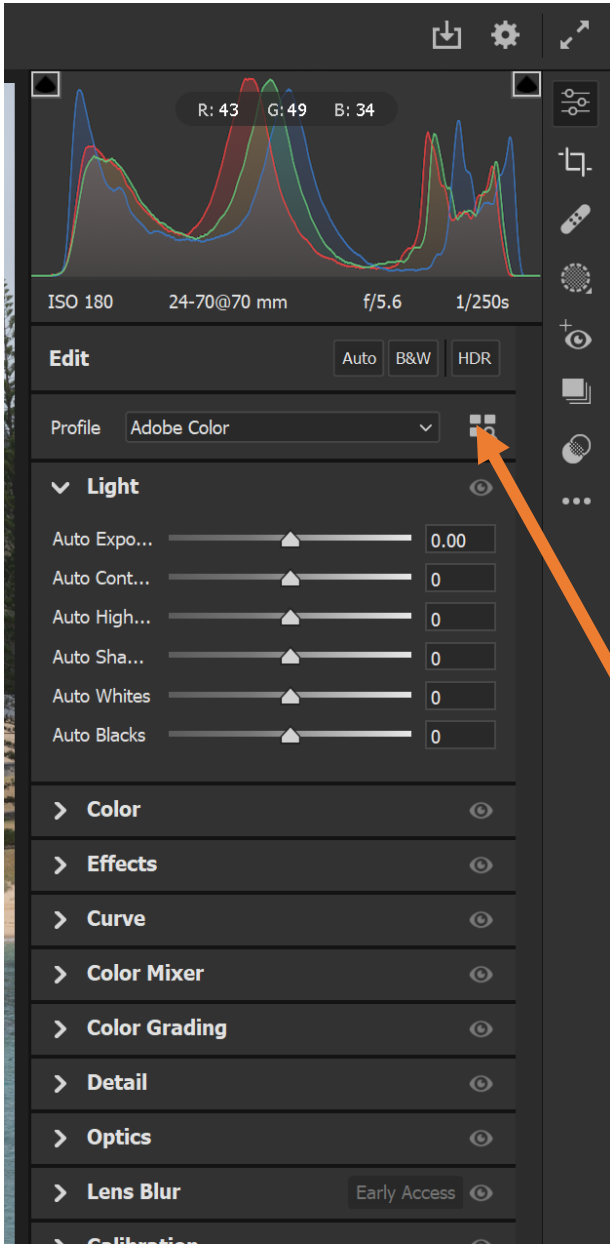 R: 43 G: 49 B: 34
ISO 180 24-70@70 mm f/5.6 1/250s
Edit Auto B&W HDR
Profile Adobe Color
Light
Auto Expo... 0.00
Auto Cont... 0
Auto High... 0
Auto Sha... 0
Auto Whites 0
Auto Blacks 0
Color
Effects
Curve
Color Mixer
Color Grading
Detail
Optics
Lens Blur Early Access
Calibration